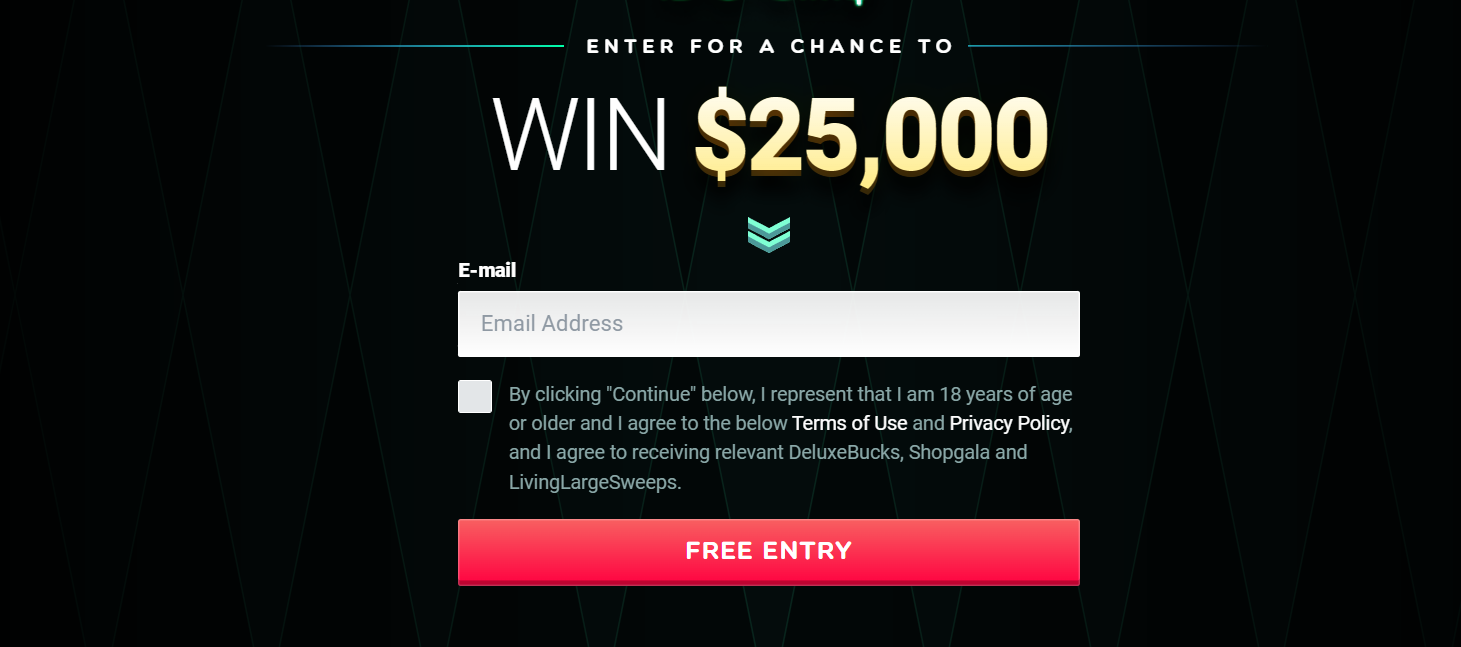 ENTER FOR A CHANCE TO
WIN $25,000
E-mail
Email Address
By clicking "Continue" below, I represent that I am 18 years of age
or older and I agree to the below Terms of Use and Privacy Policy,
and I agree to receiving relevant DeluxeBucks, Shopgala and
LivingLargeSweeps.
FREE ENTRY